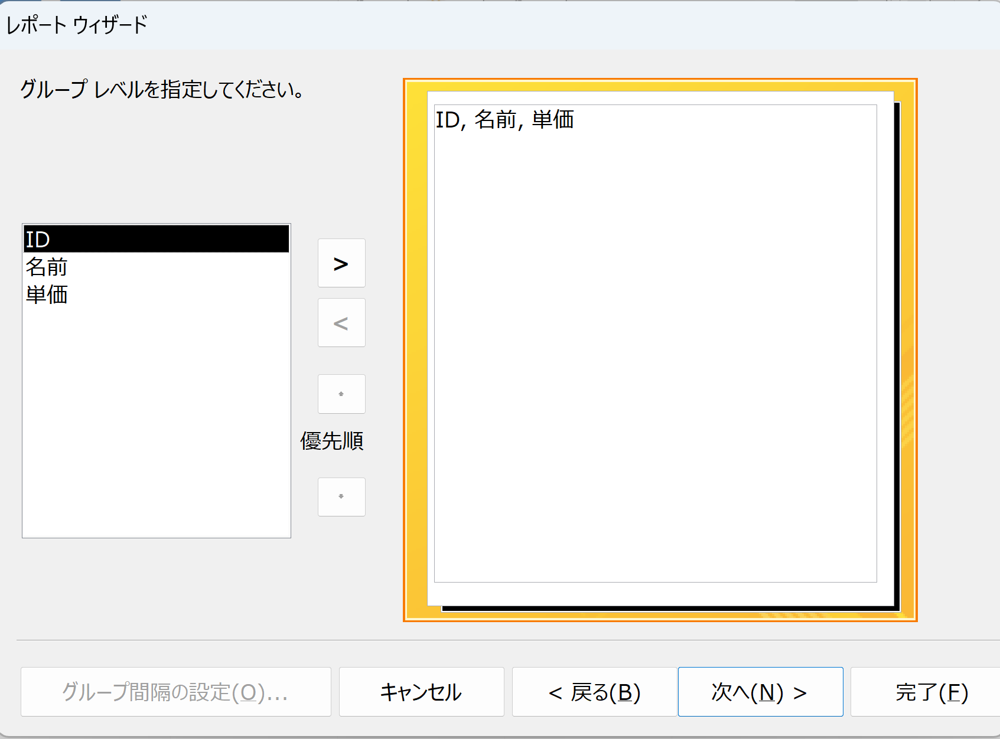 レポート ウィザード
グループ レベルを指定してください。
ID, 名前, 単価
ID
名前
単価
>
<
優先順
グループ間隔の設定(O)...
キャンセル
< 戻る(B)
次へ(N) >
完了(F)